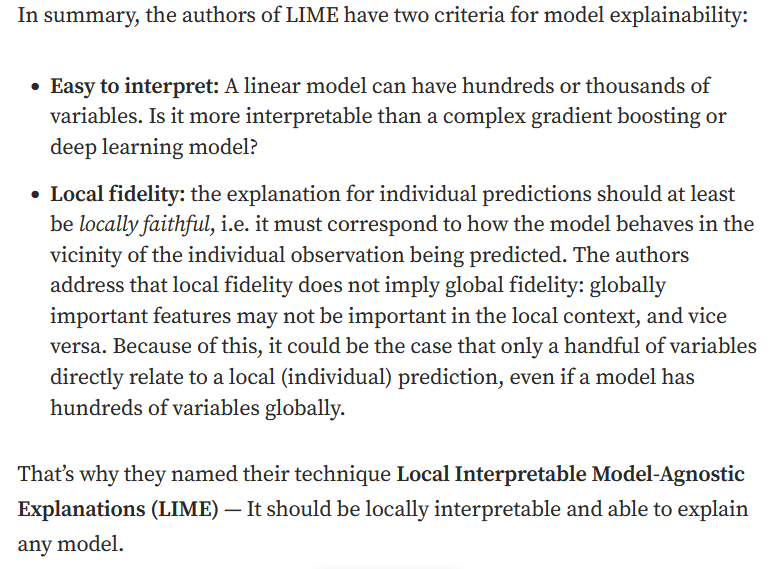 In summary, the authors of LIME have two criteria for model explainability:
• Easy to interpret: A linear model can have hundreds or thousands of
variables. Is it more interpretable than a complex gradient boosting or
deep learning model?
• Local fidelity: the explanation for individual predictions should at least
be locally faithful, i.e. it must correspond to how the model behaves in the
vicinity of the individual observation being predicted. The authors
address that local fidelity does not imply global fidelity: globally
important features may not be important in the local context, and vice
versa. Because of this, it could be the case that only a handful of variables
directly relate to a local (individual) prediction, even if a model has
hundreds of variables globally.
That’s why they named their technique Local Interpretable Model-Agnostic
Explanations (LIME) — It should be locally interpretable and able to explain
any model.